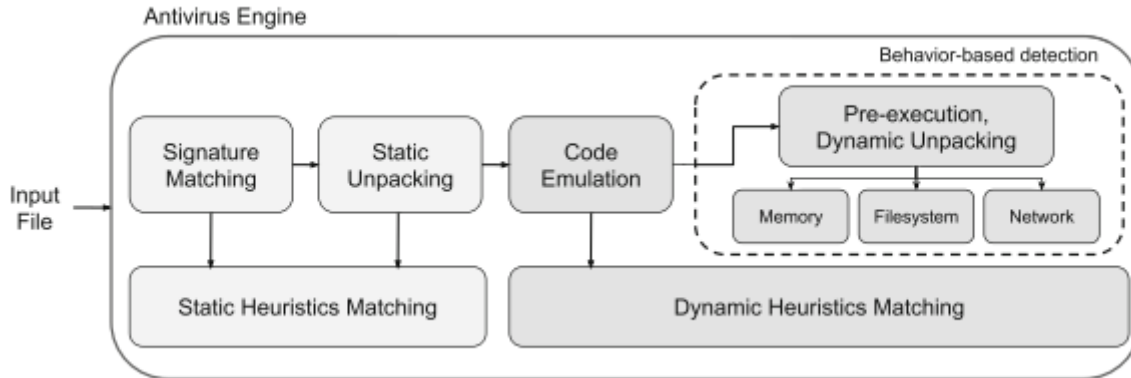 Antivirus Engine
Behavior-based detection
Pre-execution,
Dynamic Unpacking
Signature
Matching
Static
Unpacking
Code
Emulation
Input
File
Memory
Filesystem
Network
Static Heuristics Matching
Dynamic Heuristics Matching